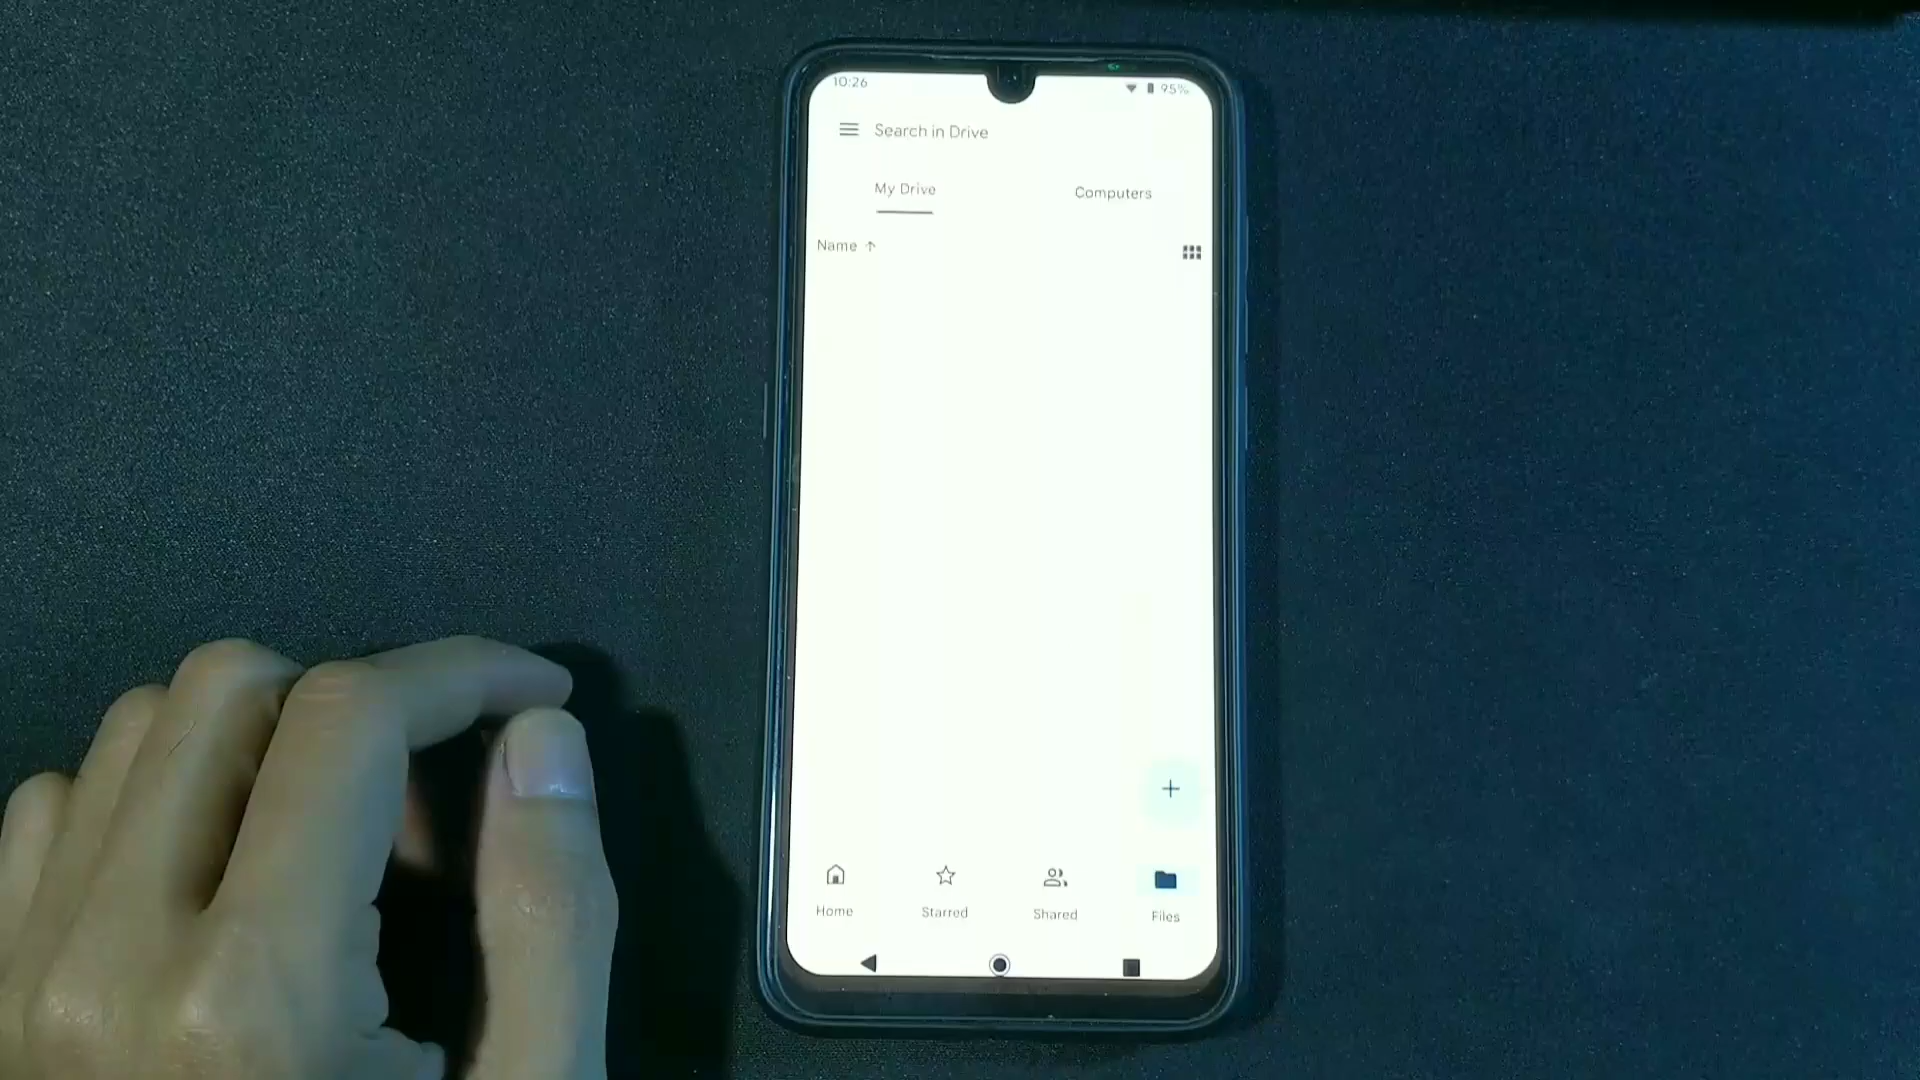 10:26 95%
Search in Drive
My Drive Computers
Name ↑
+
Home Starred Shared Files